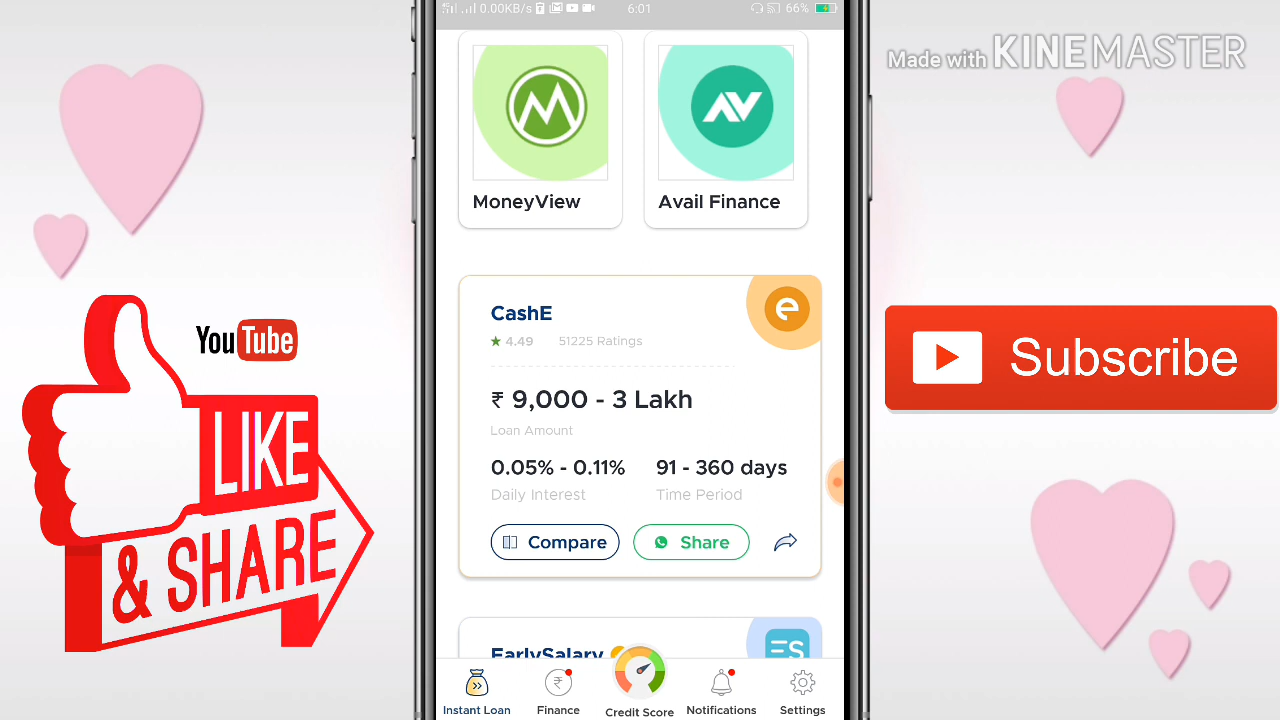 0.00KB/s 6:01 66%
Made with KINEMASTER
MoneyView
Avail Finance
CashE
4.49 51225 Ratings
₹ 9,000 - 3 Lakh
Loan Amount
0.05% - 0.11% 91 - 360 days
Daily Interest Time Period
Compare Share
EarlySalary
ES
Instant Loan Finance Credit Score Notifications Settings
YouTube
LIKE
& SHARE
Subscribe